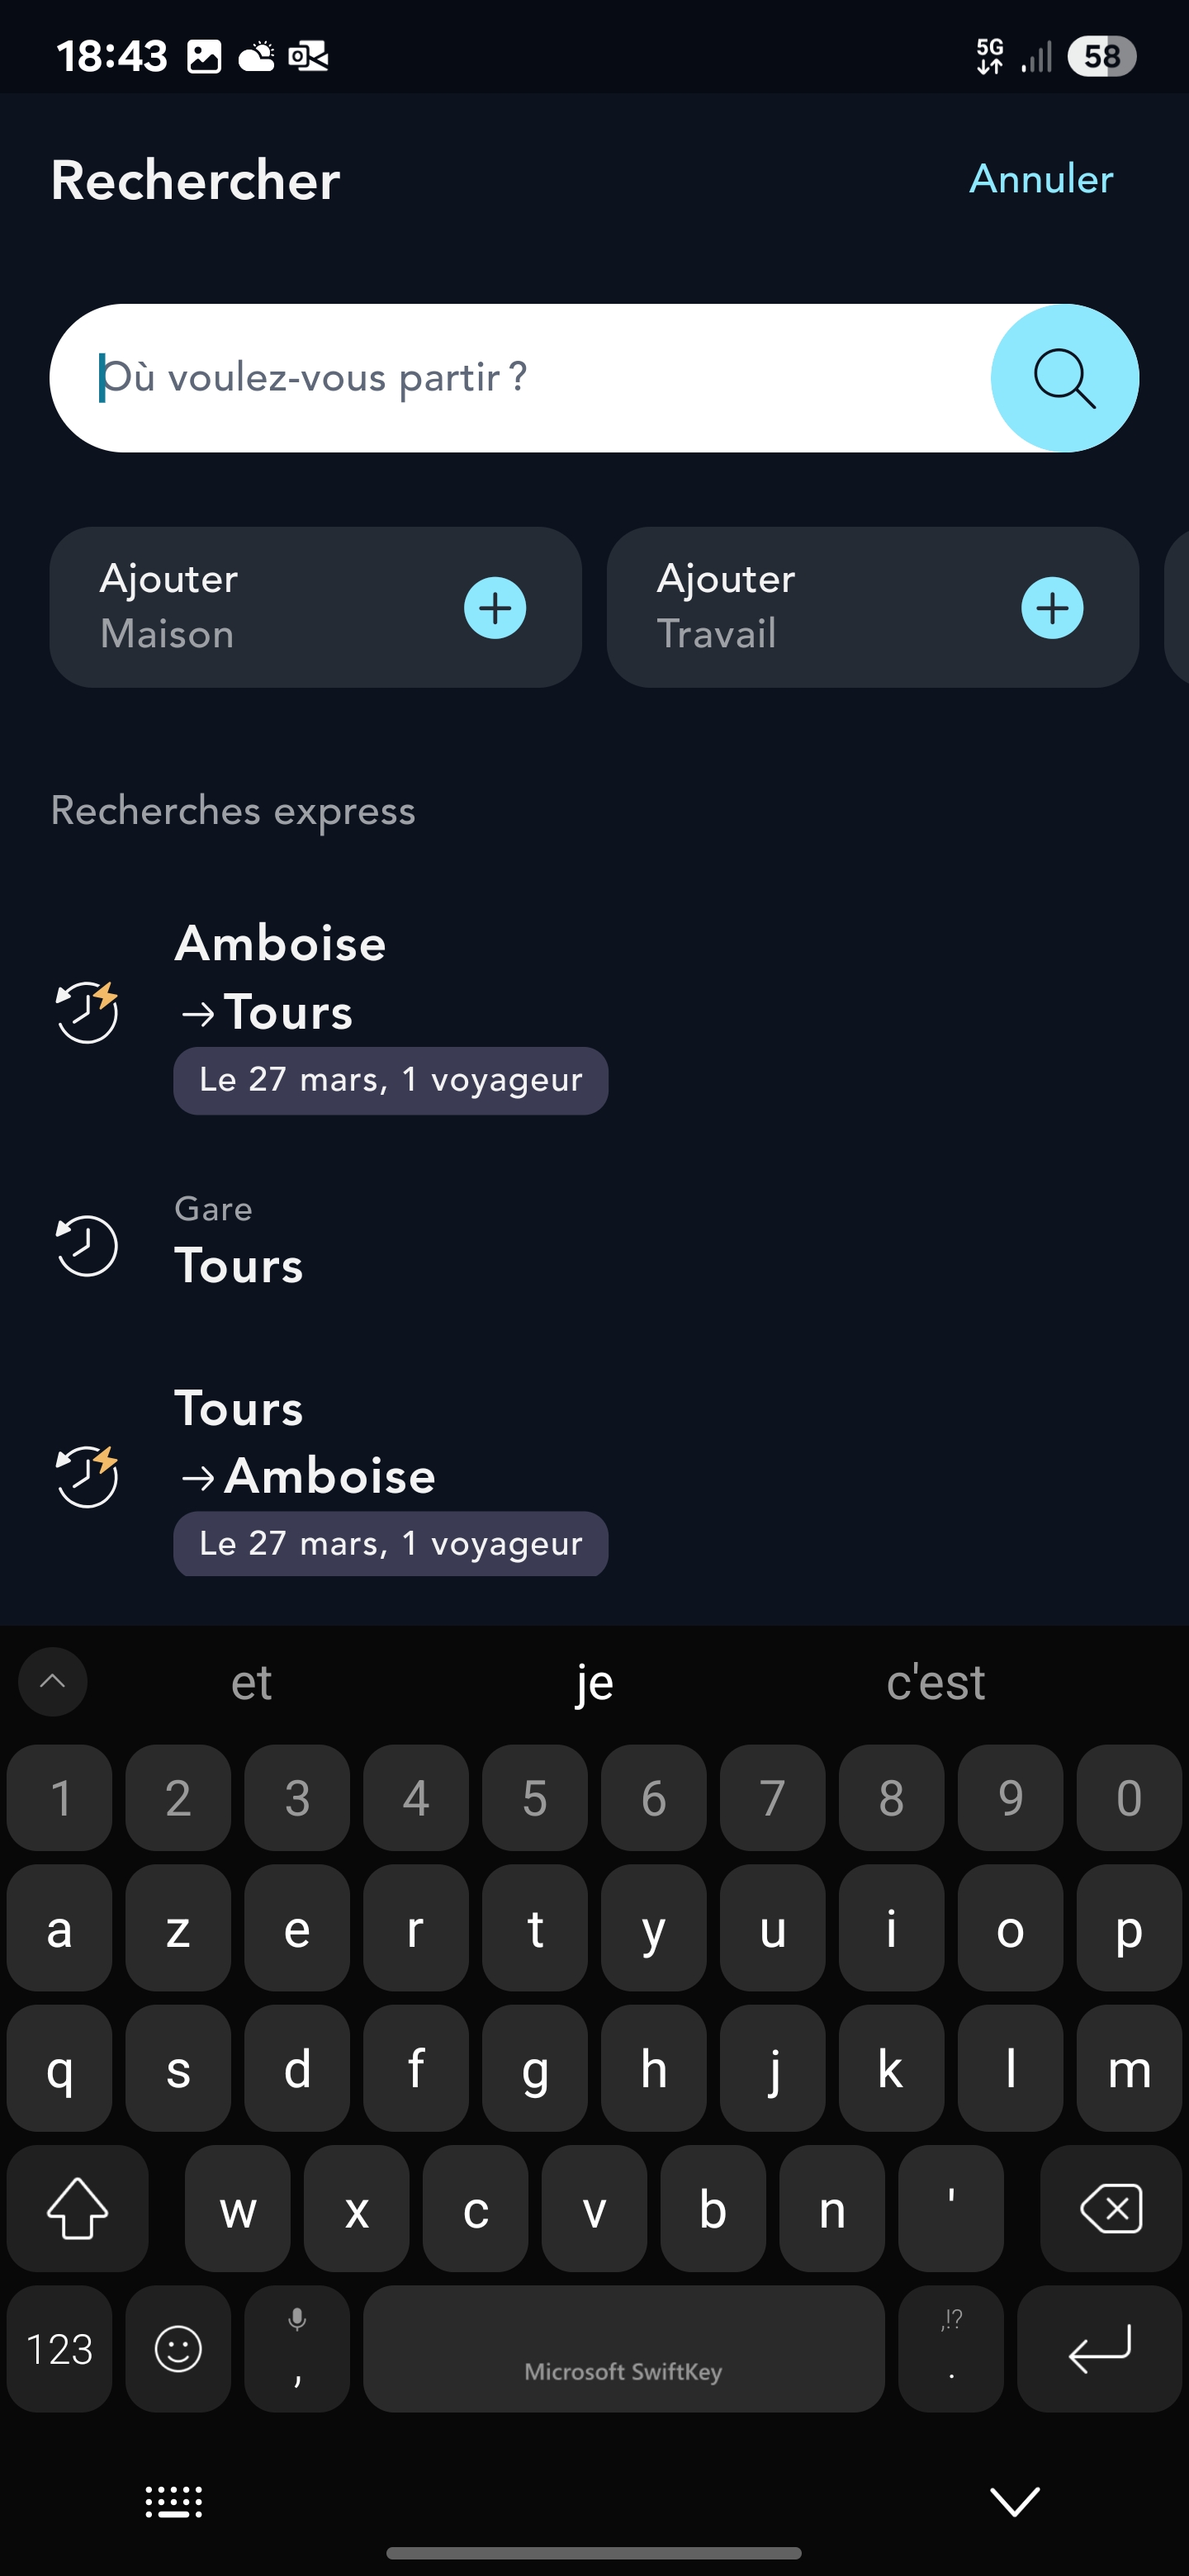 18:43
5G
58
Rechercher
Annuler
Où voulez-vous partir ?
Ajouter
Maison
Ajouter
Travail
Recherches express
Amboise
→ Tours
Le 27 mars, 1 voyageur
Gare
Tours
Tours
→ Amboise
Le 27 mars, 1 voyageur
et je c'est
1 2 3 4 5 6 7 8 9 0
a z e r t y u i o p
q s d f g h j k l m
w x c v b n '
123 , Microsoft SwiftKey ,!? .